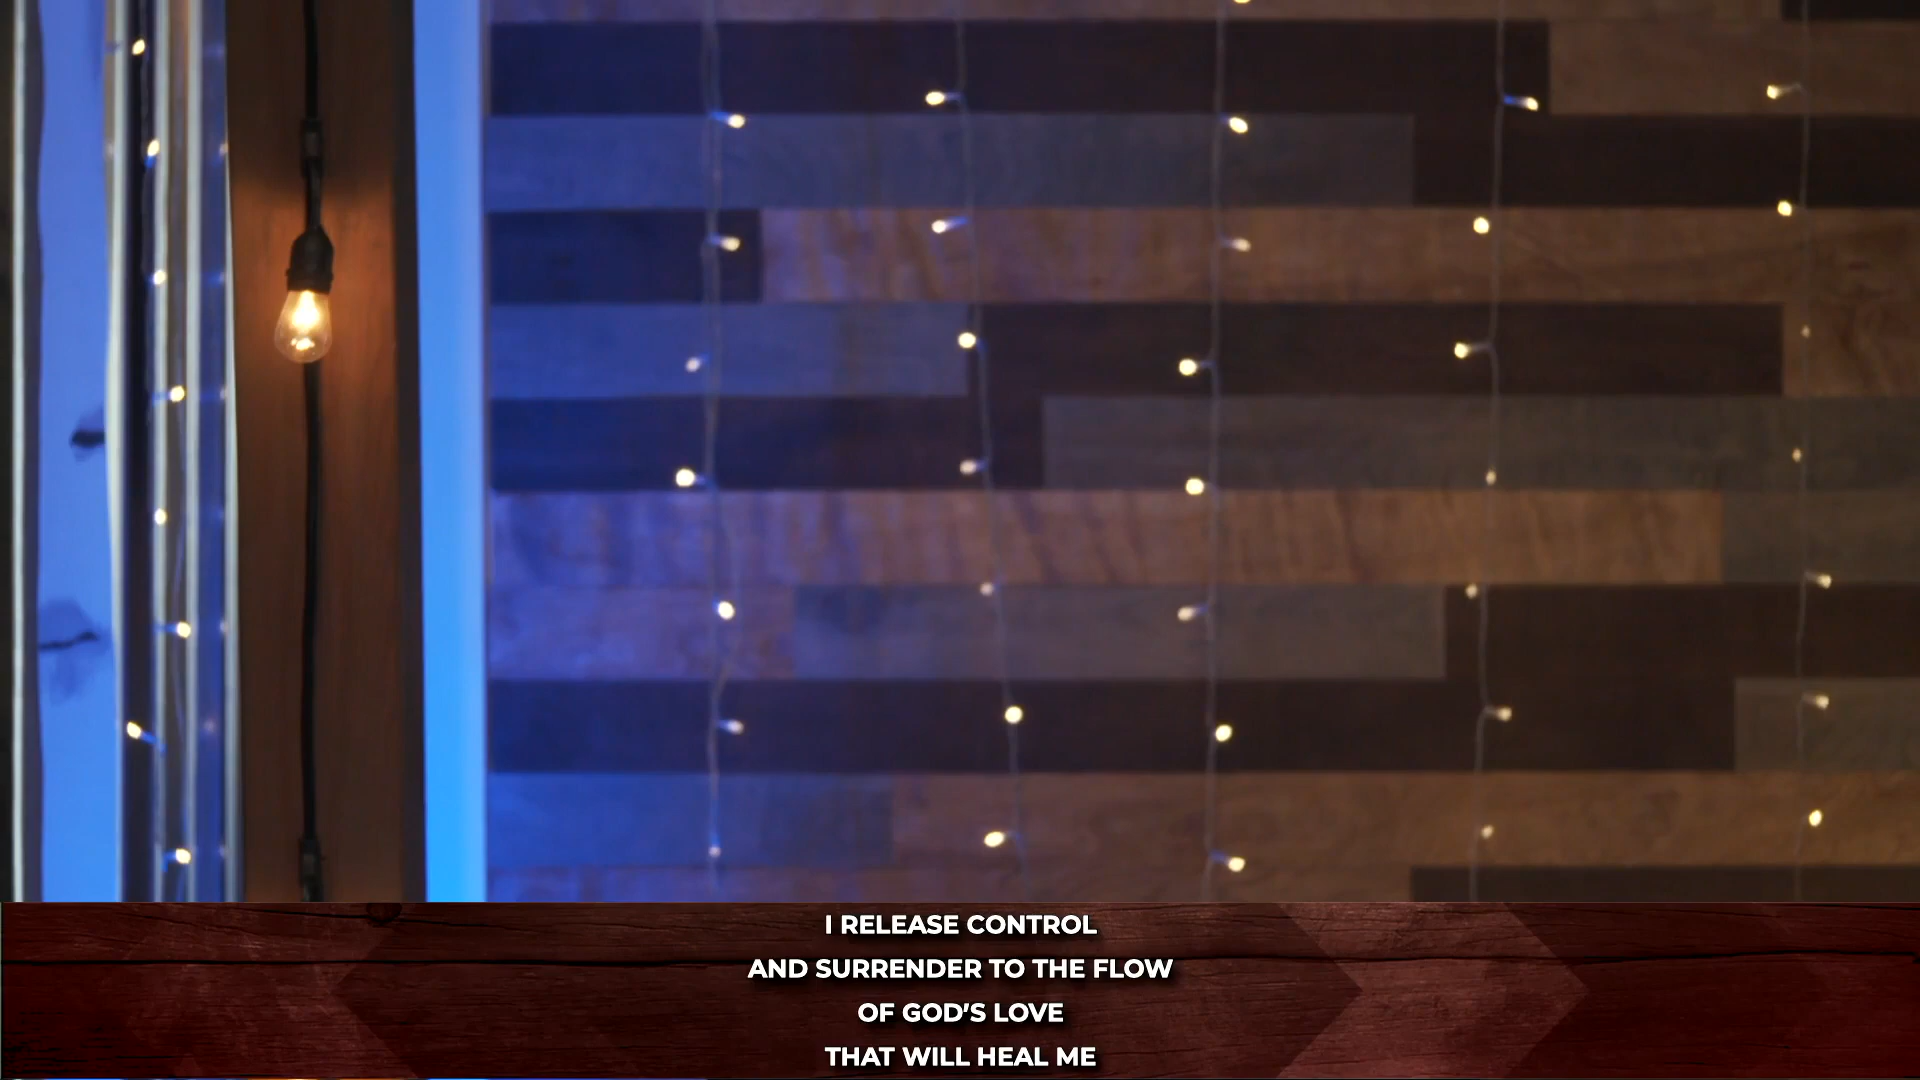 I RELEASE CONTROL
AND SURRENDER TO THE FLOW
OF GOD'S LOVE
THAT WILL HEAL ME